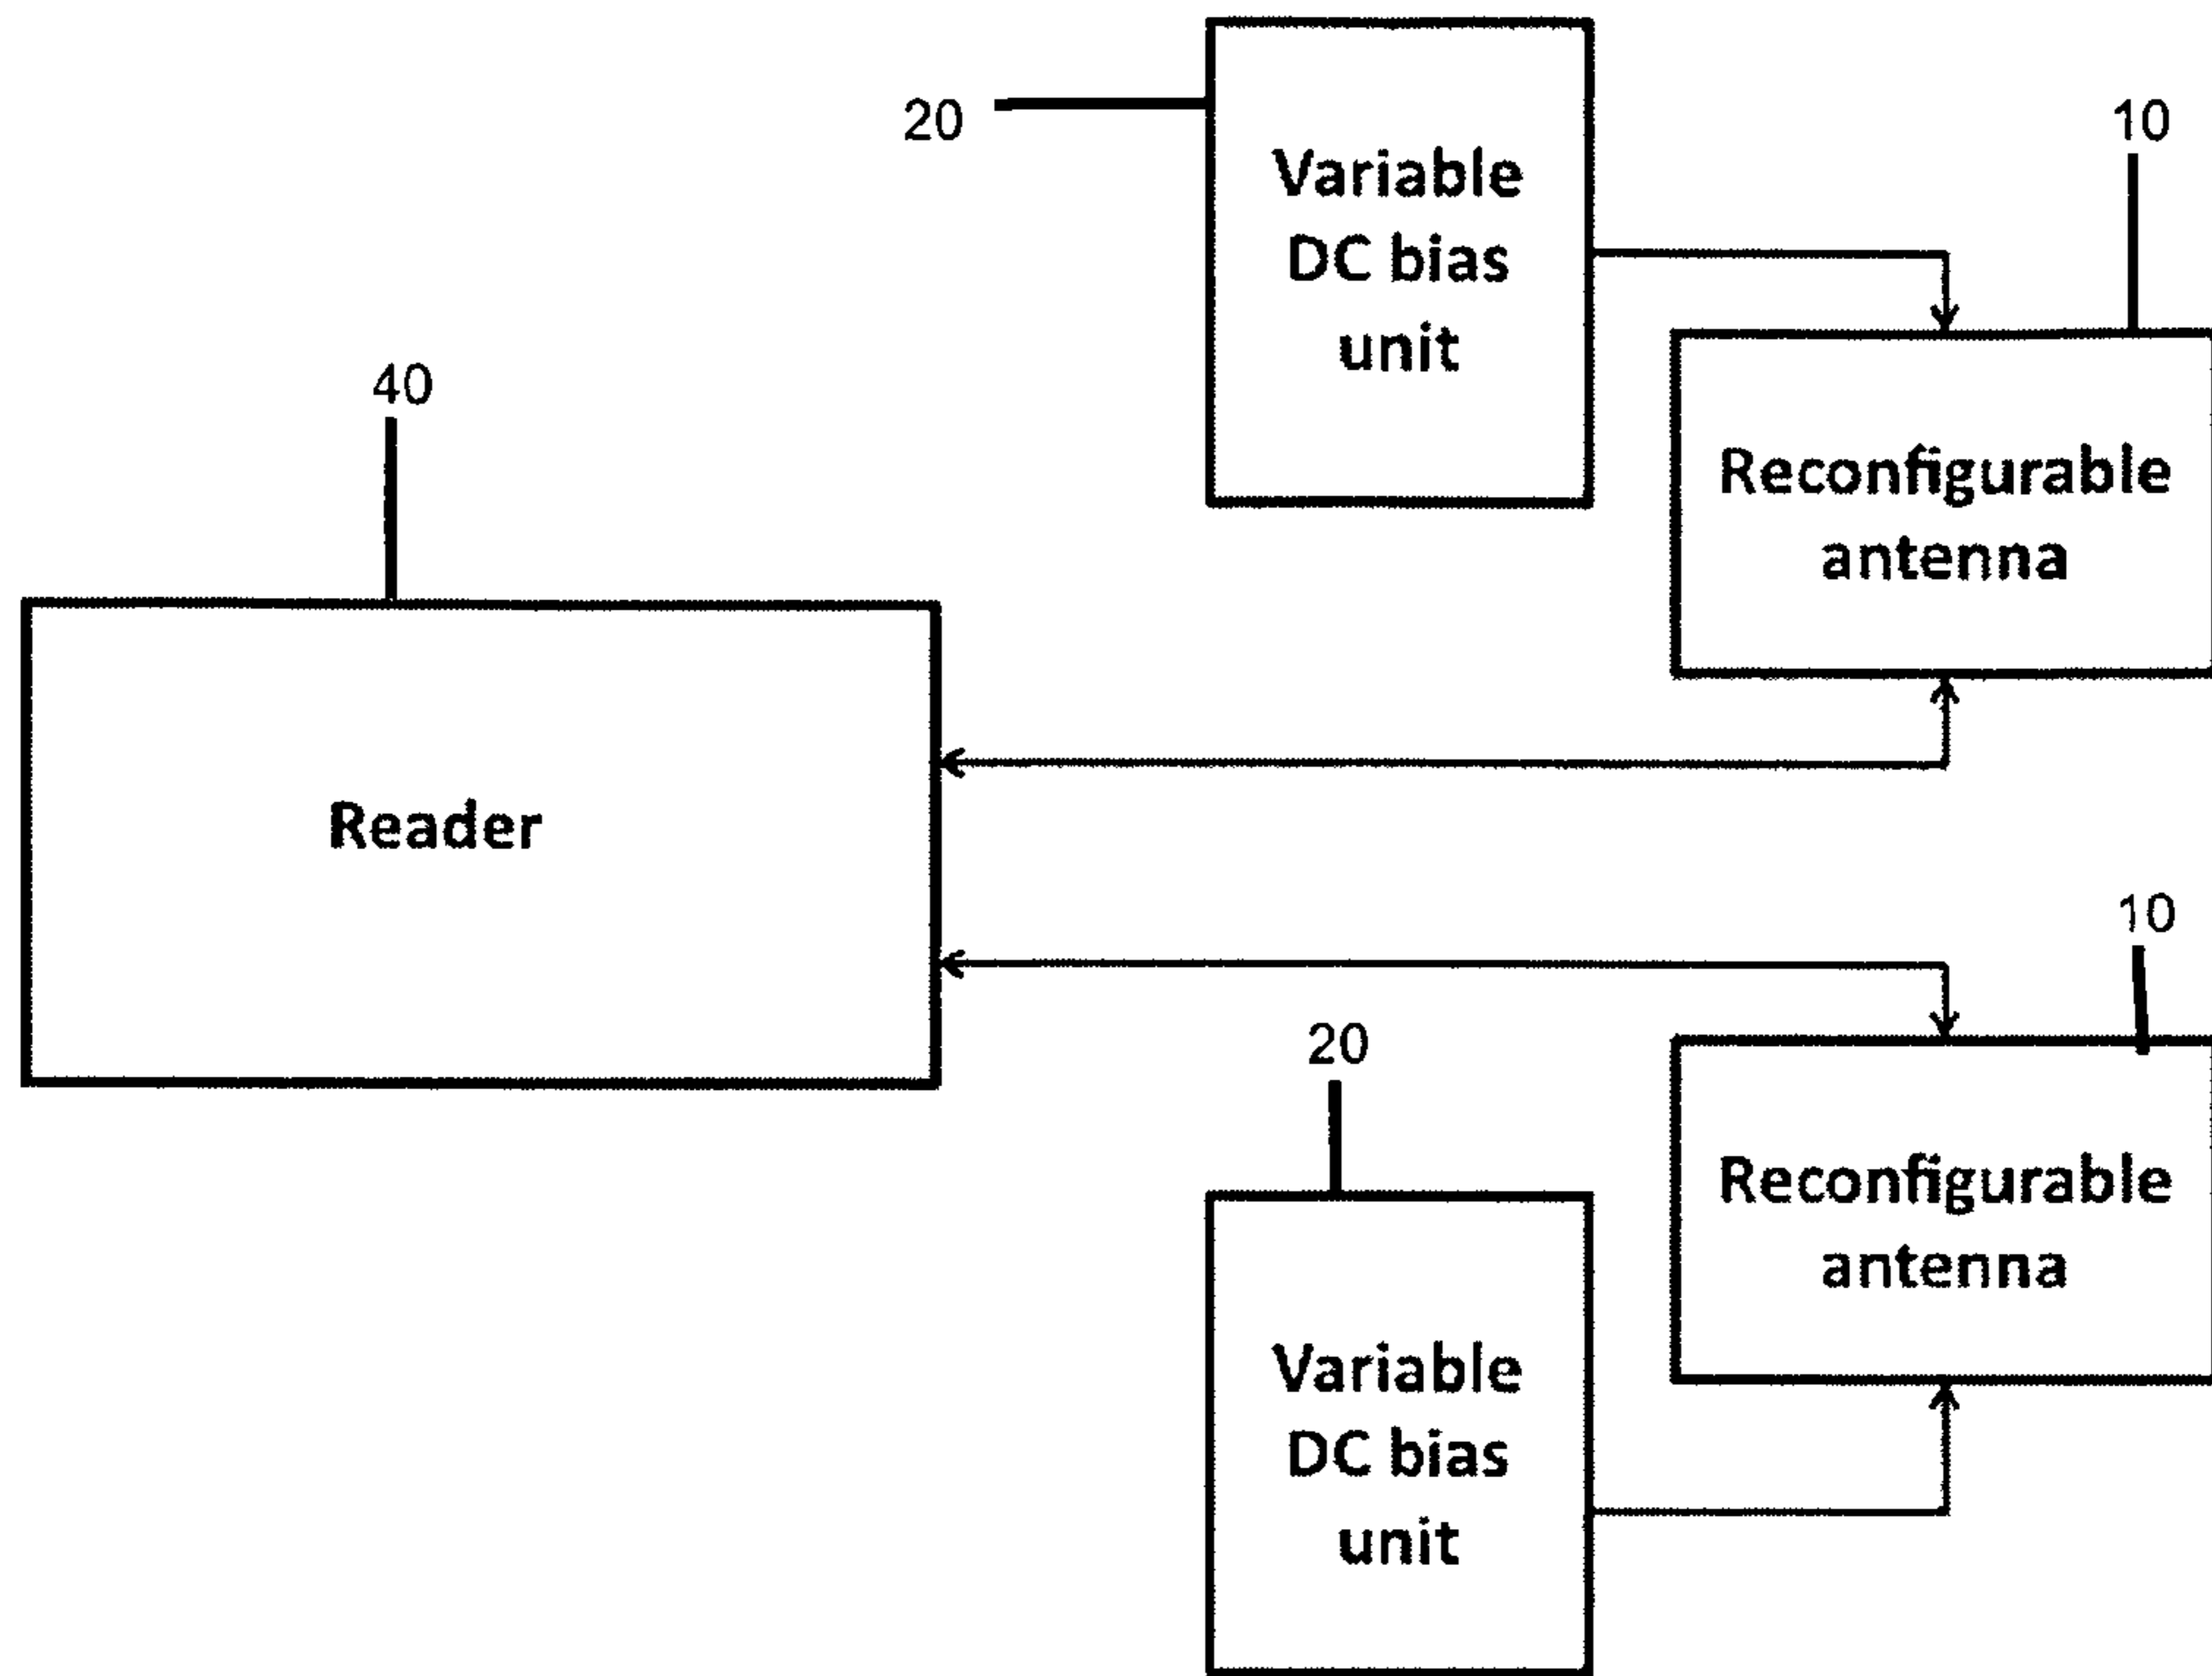 20
Variable
DC bias
unit
10
Reconfigurable
antenna
40
Reader
10
Reconfigurable
antenna
20
Variable
DC bias
unit